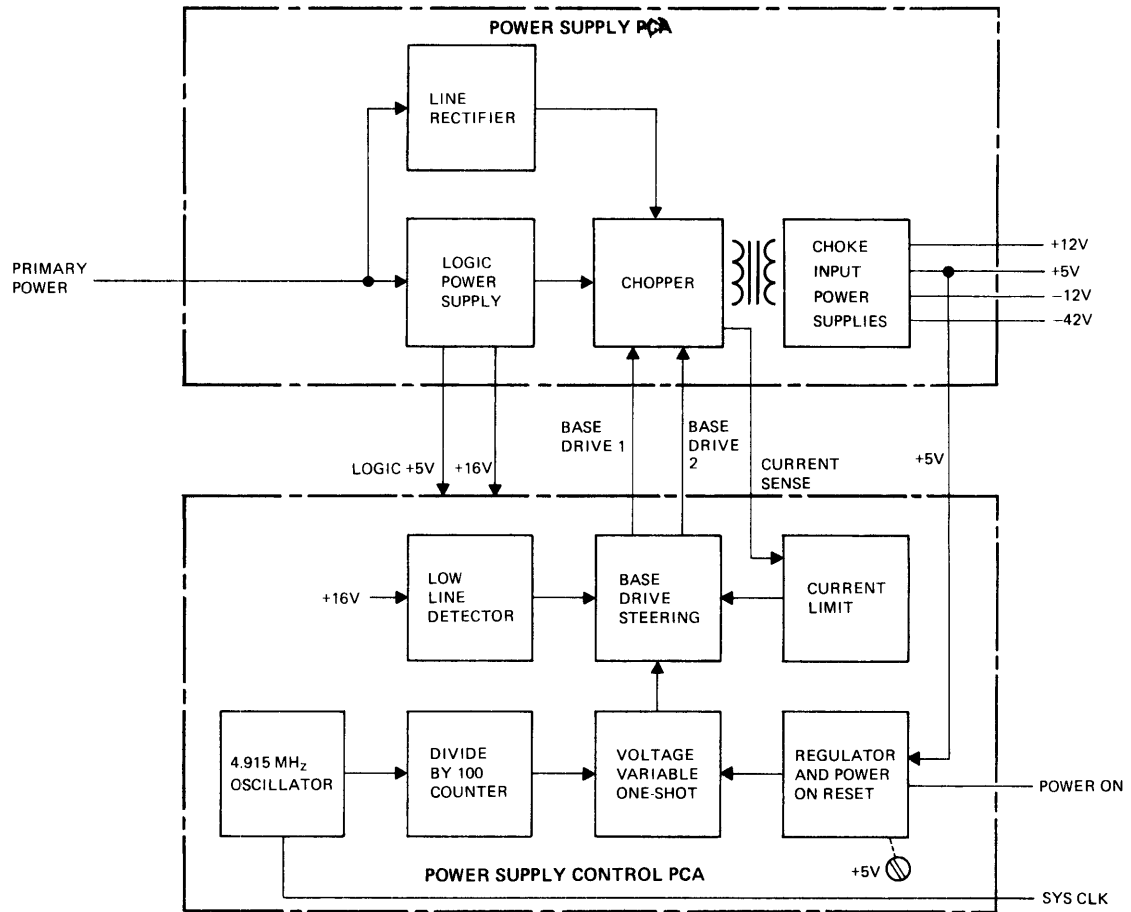 POWER SUPPLY PCA
LINE
RECTIFIER
PRIMARY
POWER
LOGIC
POWER
SUPPLY
CHOPPER
CHOKE
INPUT
POWER
SUPPLIES
+12V
+5V
-12V
-42V
LOGIC +5V
+16V
BASE
DRIVE 1
BASE
DRIVE
2
CURRENT
SENSE
+5V
+16V
LOW
LINE
DETECTOR
BASE
DRIVE
STEERING
CURRENT
LIMIT
4.915 MHz
OSCILLATOR
DIVIDE
BY 100
COUNTER
VOLTAGE
VARIABLE
ONE-SHOT
REGULATOR
AND POWER
ON RESET
POWER ON
+5V
POWER SUPPLY CONTROL PCA
SYS CLK